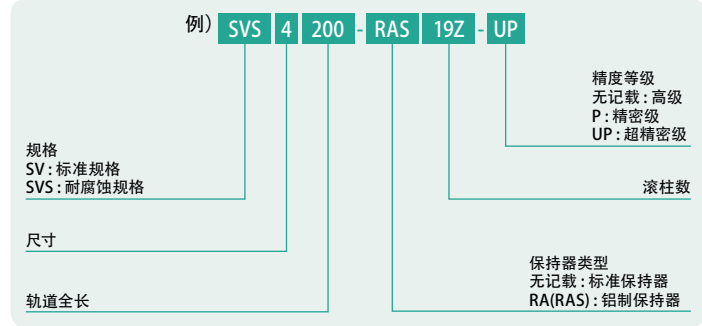 例） SVS 4 200 - RAS 19Z - UP
精度等级
无记载 : 高级
P : 精密级
UP : 超精密级
规格
SV : 标准规格
SVS : 耐腐蚀规格
滚柱数
尺寸
保持器类型
无记载 : 标准保持器
RA(RAS) : 铝制保持器
轨道全长